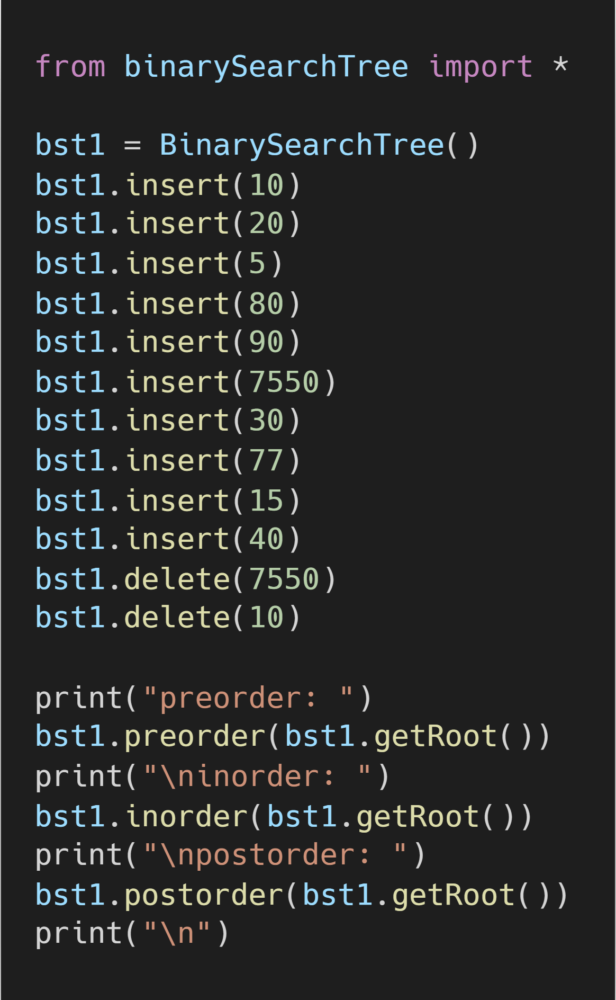 from binarySearchTree import *
bst1 = BinarySearchTree()
bst1.insert(10)
bst1.insert(20)
bst1.insert(5)
bst1.insert(80)
bst1.insert(90)
bst1.insert(7550)
bst1.insert(30)
bst1.insert(77)
bst1.insert(15)
bst1.insert(40)
bst1.delete(7550)
bst1.delete(10)
print("preorder: ")
bst1.preorder(bst1.getRoot())
print("\ninorder: ")
bst1.inorder(bst1.getRoot())
print("\npostorder: ")
bst1.postorder(bst1.getRoot())
print("\n")